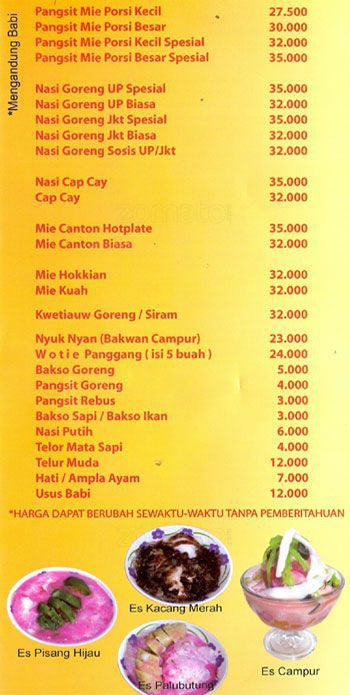 *Mengandung Babi
Pangsit Mie Porsi Kecil 27.500
Pangsit Mie Porsi Besar 30.000
Pangsit Mie Porsi Kecil Spesial 32.000
Pangsit Mie Porsi Besar Spesial 35.000
Nasi Goreng UP Spesial 35.000
Nasi Goreng UP Biasa 32.000
Nasi Goreng Jkt Spesial 35.000
Nasi Goreng Jkt Biasa 32.000
Nasi Goreng Sosis UP/Jkt 32.000
Nasi Cap Cay 35.000
Cap Cay 32.000
zomato
Mie Canton Hotplate 35.000
Mie Canton Biasa 32.000
Mie Hokkian 32.000
Mie Kuah 32.000
Kwetiauw Goreng / Siram 32.000
Nyuk Nyan (Bakwan Campur) 23.000
W o t i e Panggang ( isi 5 buah ) 24.000
Bakso Goreng 5.000
Pangsit Goreng 4.000
Pangsit Rebus 3.000
Bakso Sapi / Bakso Ikan 3.000
Nasi Putih 6.000
Telor Mata Sapi 4.000
Telur Muda 12.000
Hati / Ampla Ayam 7.000
Usus Babi 12.000
*HARGA DAPAT BERUBAH SEWAKTU-WAKTU TANPA PEMBERITAHUAN
Es Kacang Merah
Es Pisang Hijau
Es Campur
Es Palubutung